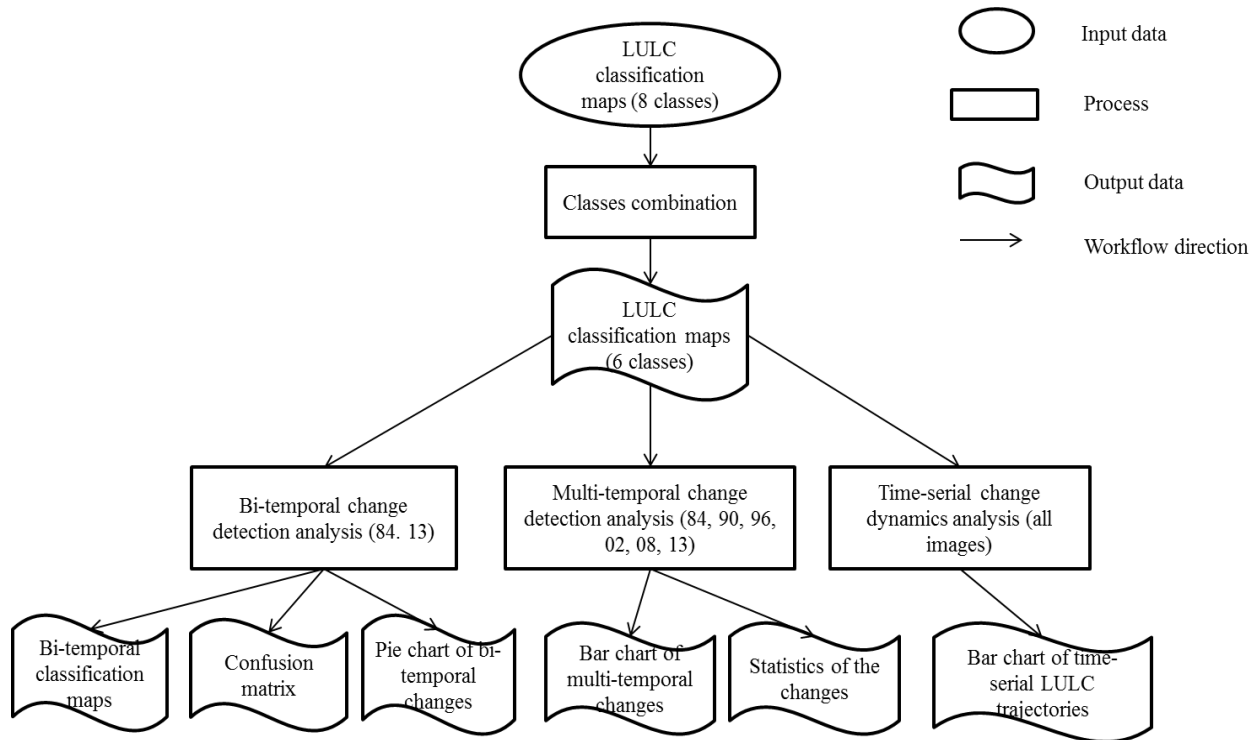 LULC
classification
maps (8 classes)
Classes combination
LULC
classification maps
(6 classes)
Bi-temporal change
detection analysis (84. 13)
Multi-temporal change
detection analysis (84, 90, 96,
02, 08, 13)
Time-serial change
dynamics analysis (all
images)
Bi-temporal
classification
maps
Confusion
matrix
Pie chart of bi-
temporal
changes
Bar chart of
multi-temporal
changes
Statistics of the
changes
Bar chart of time-
serial LULC
trajectories
Input data
Process
Output data
Workflow direction